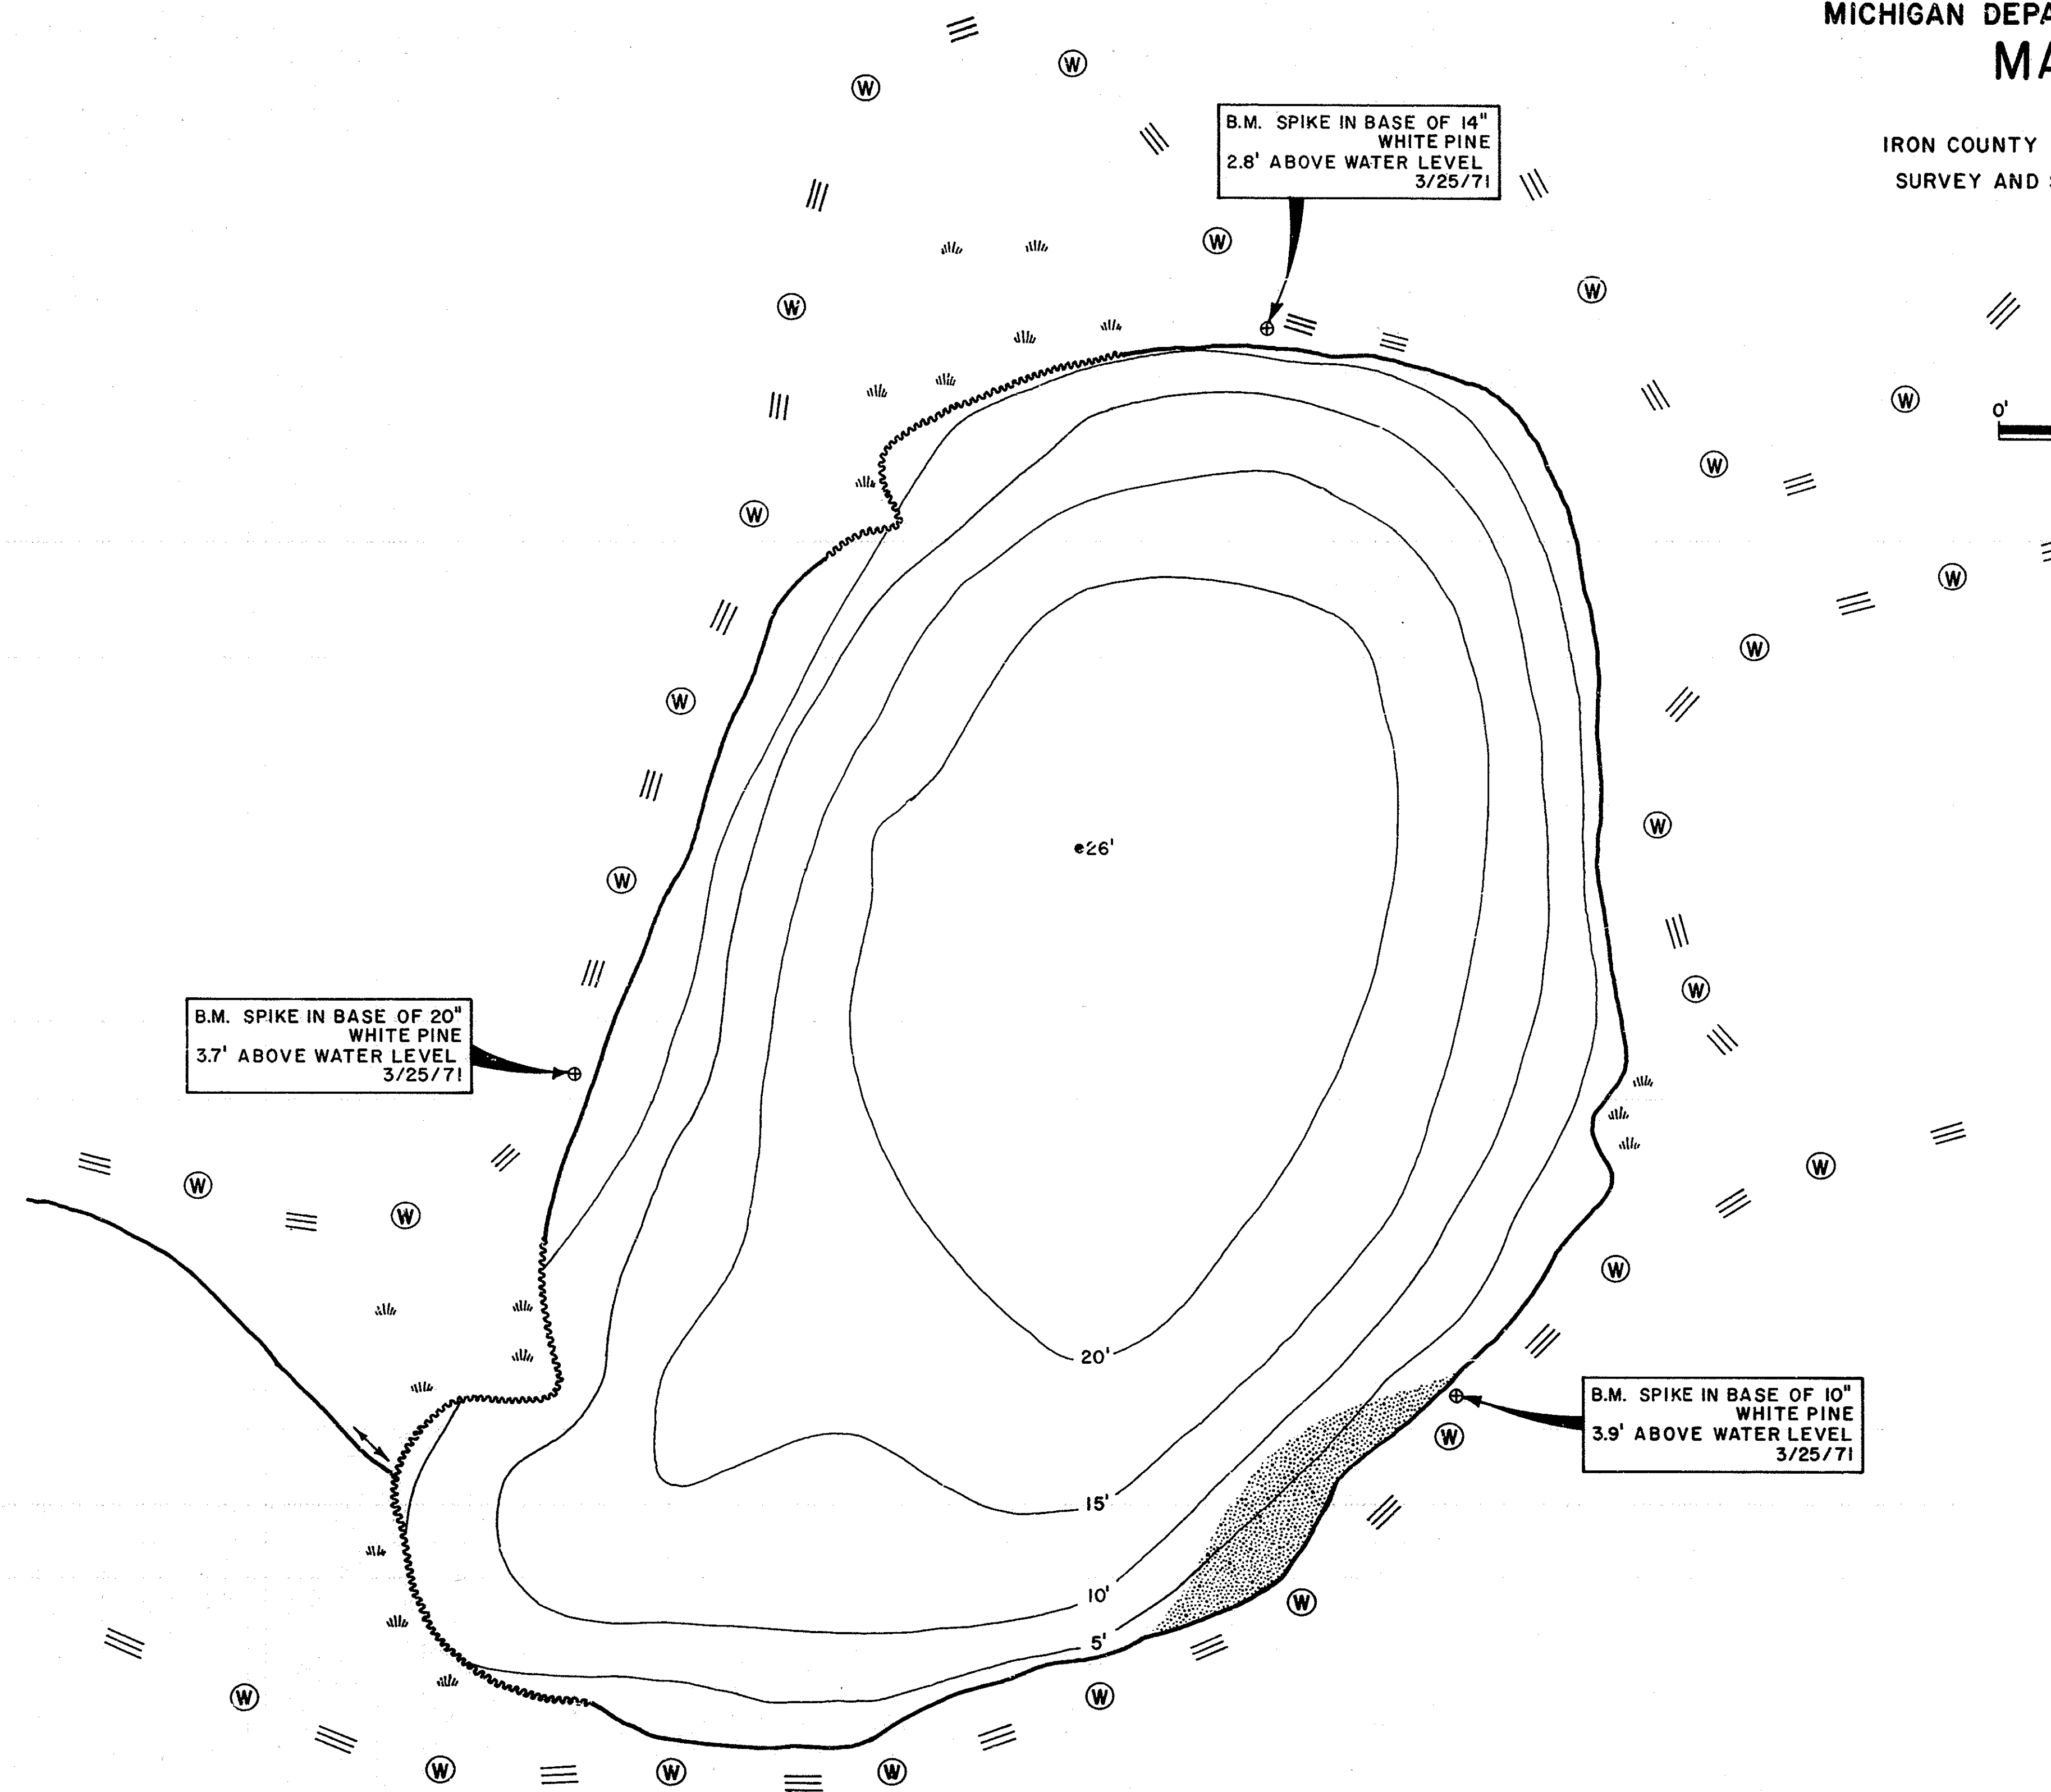 MICHIGAN DEPA
MA
IRON COUNTY
SURVEY AND
0'
B.M. SPIKE IN BASE OF 14"
WHITE PINE
2.8' ABOVE WATER LEVEL
3/25/71
W
W
W
W
W
W
W
W
W
W
W
26'
W
W
W
B.M. SPIKE IN BASE OF 20"
WHITE PINE
3.7' ABOVE WATER LEVEL
3/25/71
W
W
W
W
20'
B.M. SPIKE IN BASE OF 10"
WHITE PINE
3.9' ABOVE WATER LEVEL
3/25/71
W
15'
10'
W
5'
W
W
W
W
W